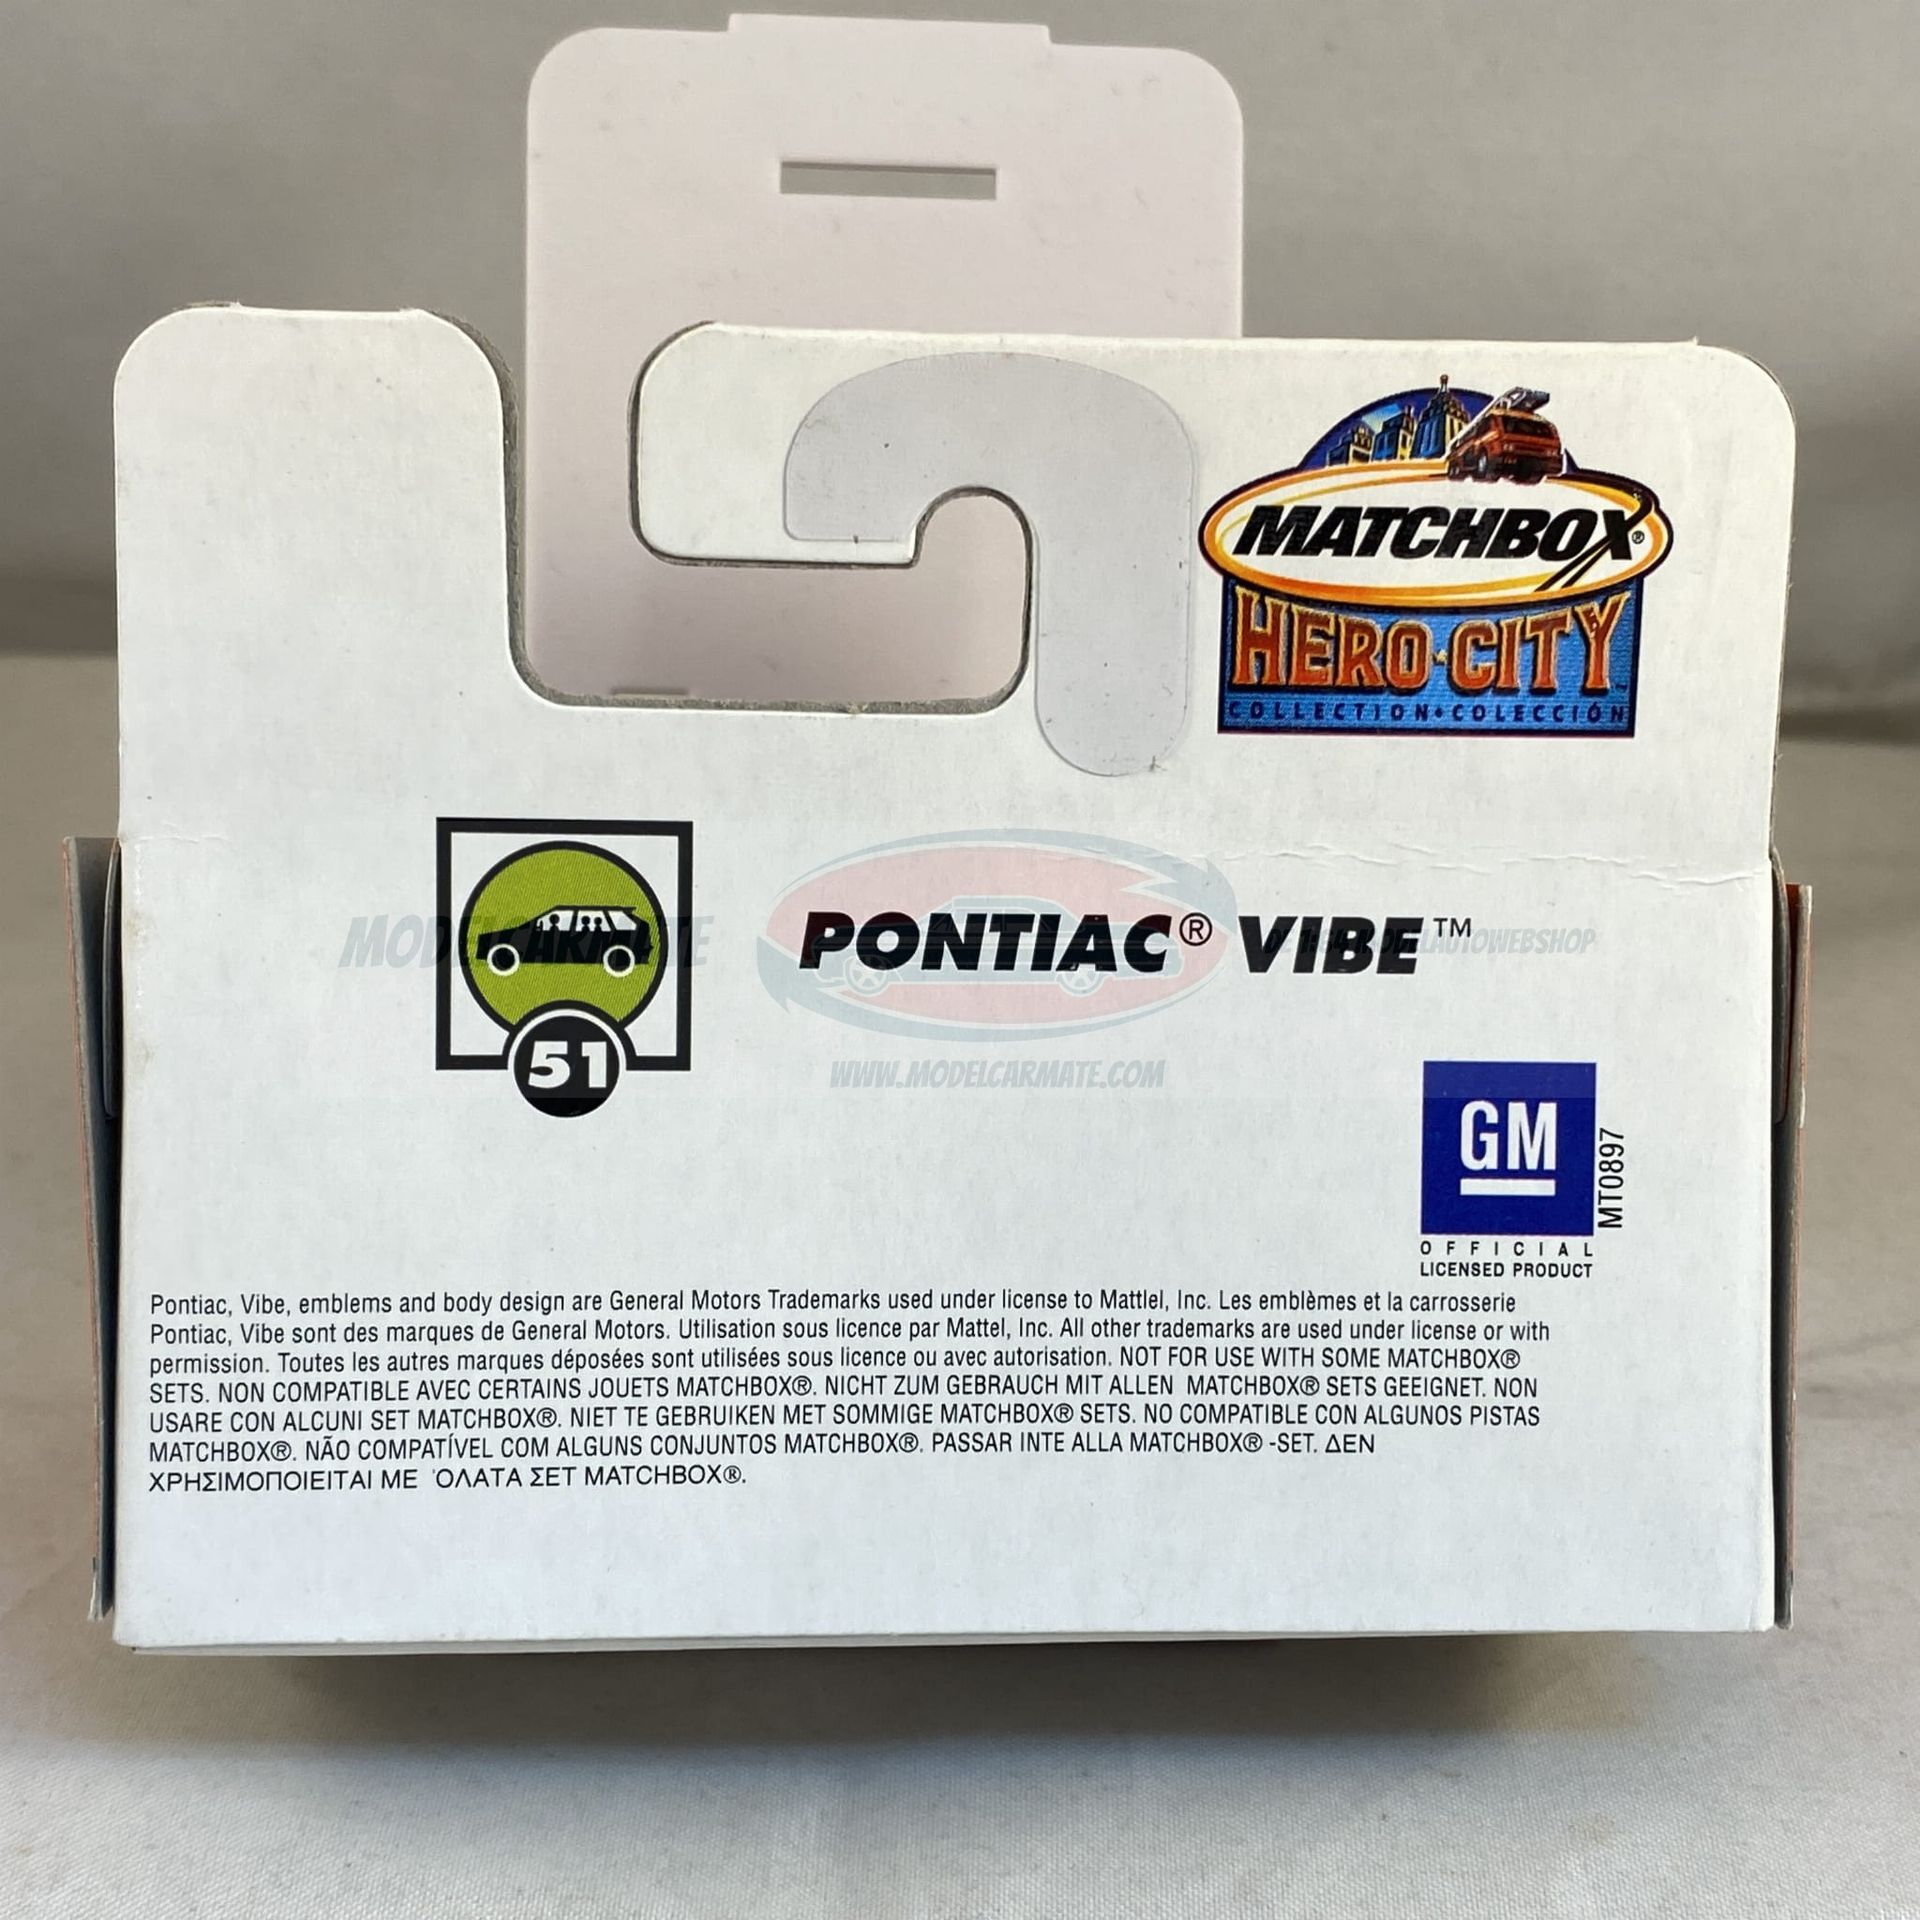 MATCHBOX®
HERO·CITY
COLLECTION•COLECCIÓN
PONTIAC® VIBE™
MODELCARMATE
DE 1:64 MODELAUTOWEBSHOP
51
WWW.MODELCARMATE.COM
GM
MT0897
OFFICIAL
LICENSED PRODUCT
Pontiac, Vibe, emblems and body design are General Motors Trademarks used under license to Mattlel, Inc. Les emblèmes et la carrosserie
Pontiac, Vibe sont des marques de General Motors. Utilisation sous licence par Mattel, Inc. All other trademarks are used under license or with
permission. Toutes les autres marques déposées sont utilisées sous licence ou avec autorisation. NOT FOR USE WITH SOME MATCHBOX®
SETS. NON COMPATIBLE AVEC CERTAINS JOUETS MATCHBOX®. NICHT ZUM GEBRAUCH MIT ALLEN MATCHBOX® SETS GEEIGNET. NON
USARE CON ALCUNI SET MATCHBOX®. NIET TE GEBRUIKEN MET SOMMIGE MATCHBOX® SETS. NO COMPATIBLE CON ALGUNOS PISTAS
MATCHBOX®. NÃO COMPATÍVEL COM ALGUNS CONJUNTOS MATCHBOX®. PASSAR INTE ALLA MATCHBOX® -SET. ΔΕΝ
ΧΡΗΣΙΜΟΠΟΙΕΙΤΑΙ ΜΕ ΌΛΑΤΑ ΣΕΤ MATCHBOX®.